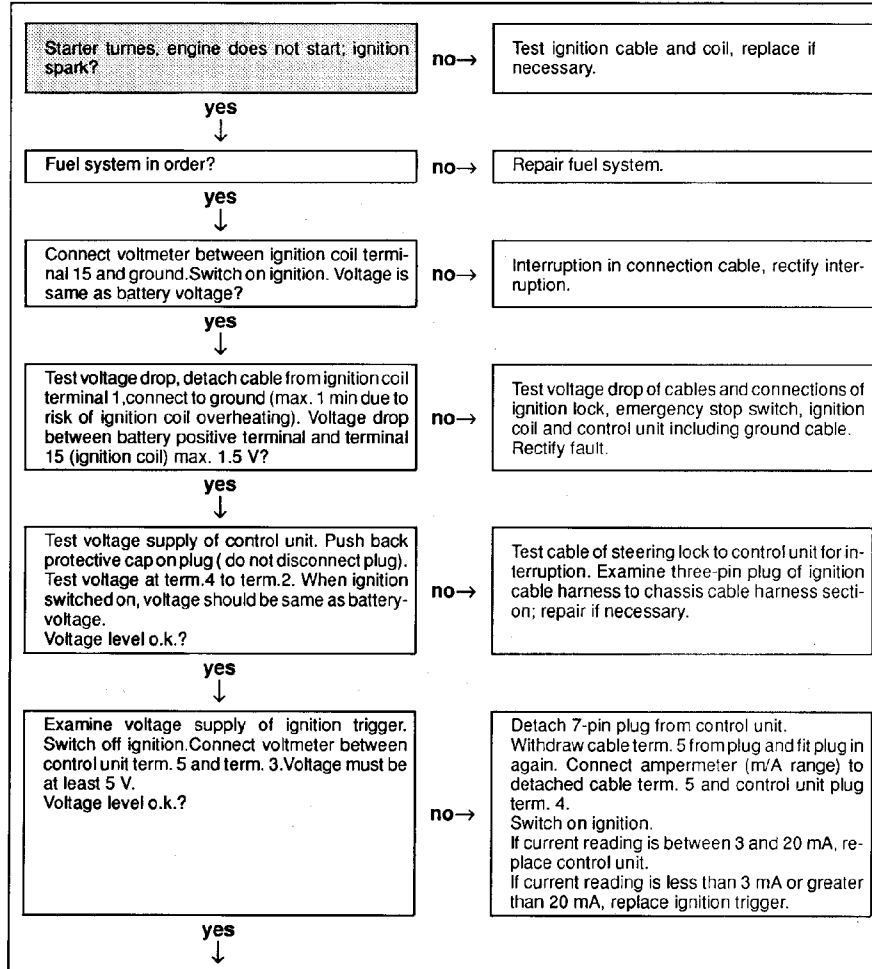 Starter turnes, engine does not start; ignition
spark?
no→
Test ignition cable and coil, replace if
necessary.
yes
↓
Fuel system in order?
no→
Repair fuel system.
yes
↓
Connect voltmeter between ignition coil termi-
nal 15 and ground.Switch on ignition. Voltage is
same as battery voltage?
no→
Interruption in connection cable, rectify inter-
ruption.
yes
↓
Test voltage drop, detach cable from ignition coil
terminal 1,connect to ground (max. 1 min due to
risk of ignition coil overheating). Voltage drop
between battery positive terminal and terminal
15 (ignition coil) max. 1.5 V?
no→
Test voltage drop of cables and connections of
ignition lock, emergency stop switch, ignition
coil and control unit including ground cable.
Rectify fault.
yes
↓
Test voltage supply of control unit. Push back
protective cap on plug ( do not disconnect plug).
Test voltage at term.4 to term.2. When ignition
switched on, voltage should be same as battery-
voltage.
Voltage level o.k.?
no→
Test cable of steering lock to control unit for in-
terruption. Examine three-pin plug of ignition
cable harness to chassis cable harness secti-
on; repair if necessary.
yes
↓
Examine voltage supply of ignition trigger.
Switch off ignition.Connect voltmeter between
control unit term. 5 and term. 3.Voltage must be
at least 5 V.
Voltage level o.k.?
no→
Detach 7-pin plug from control unit.
Withdraw cable term. 5 from plug and fit plug in
again. Connect ampermeter (m/A range) to
detached cable term. 5 and control unit plug
term. 4.
Switch on ignition.
If current reading is between 3 and 20 mA, re-
place control unit.
If current reading is less than 3 mA or greater
than 20 mA, replace ignition trigger.
yes
↓